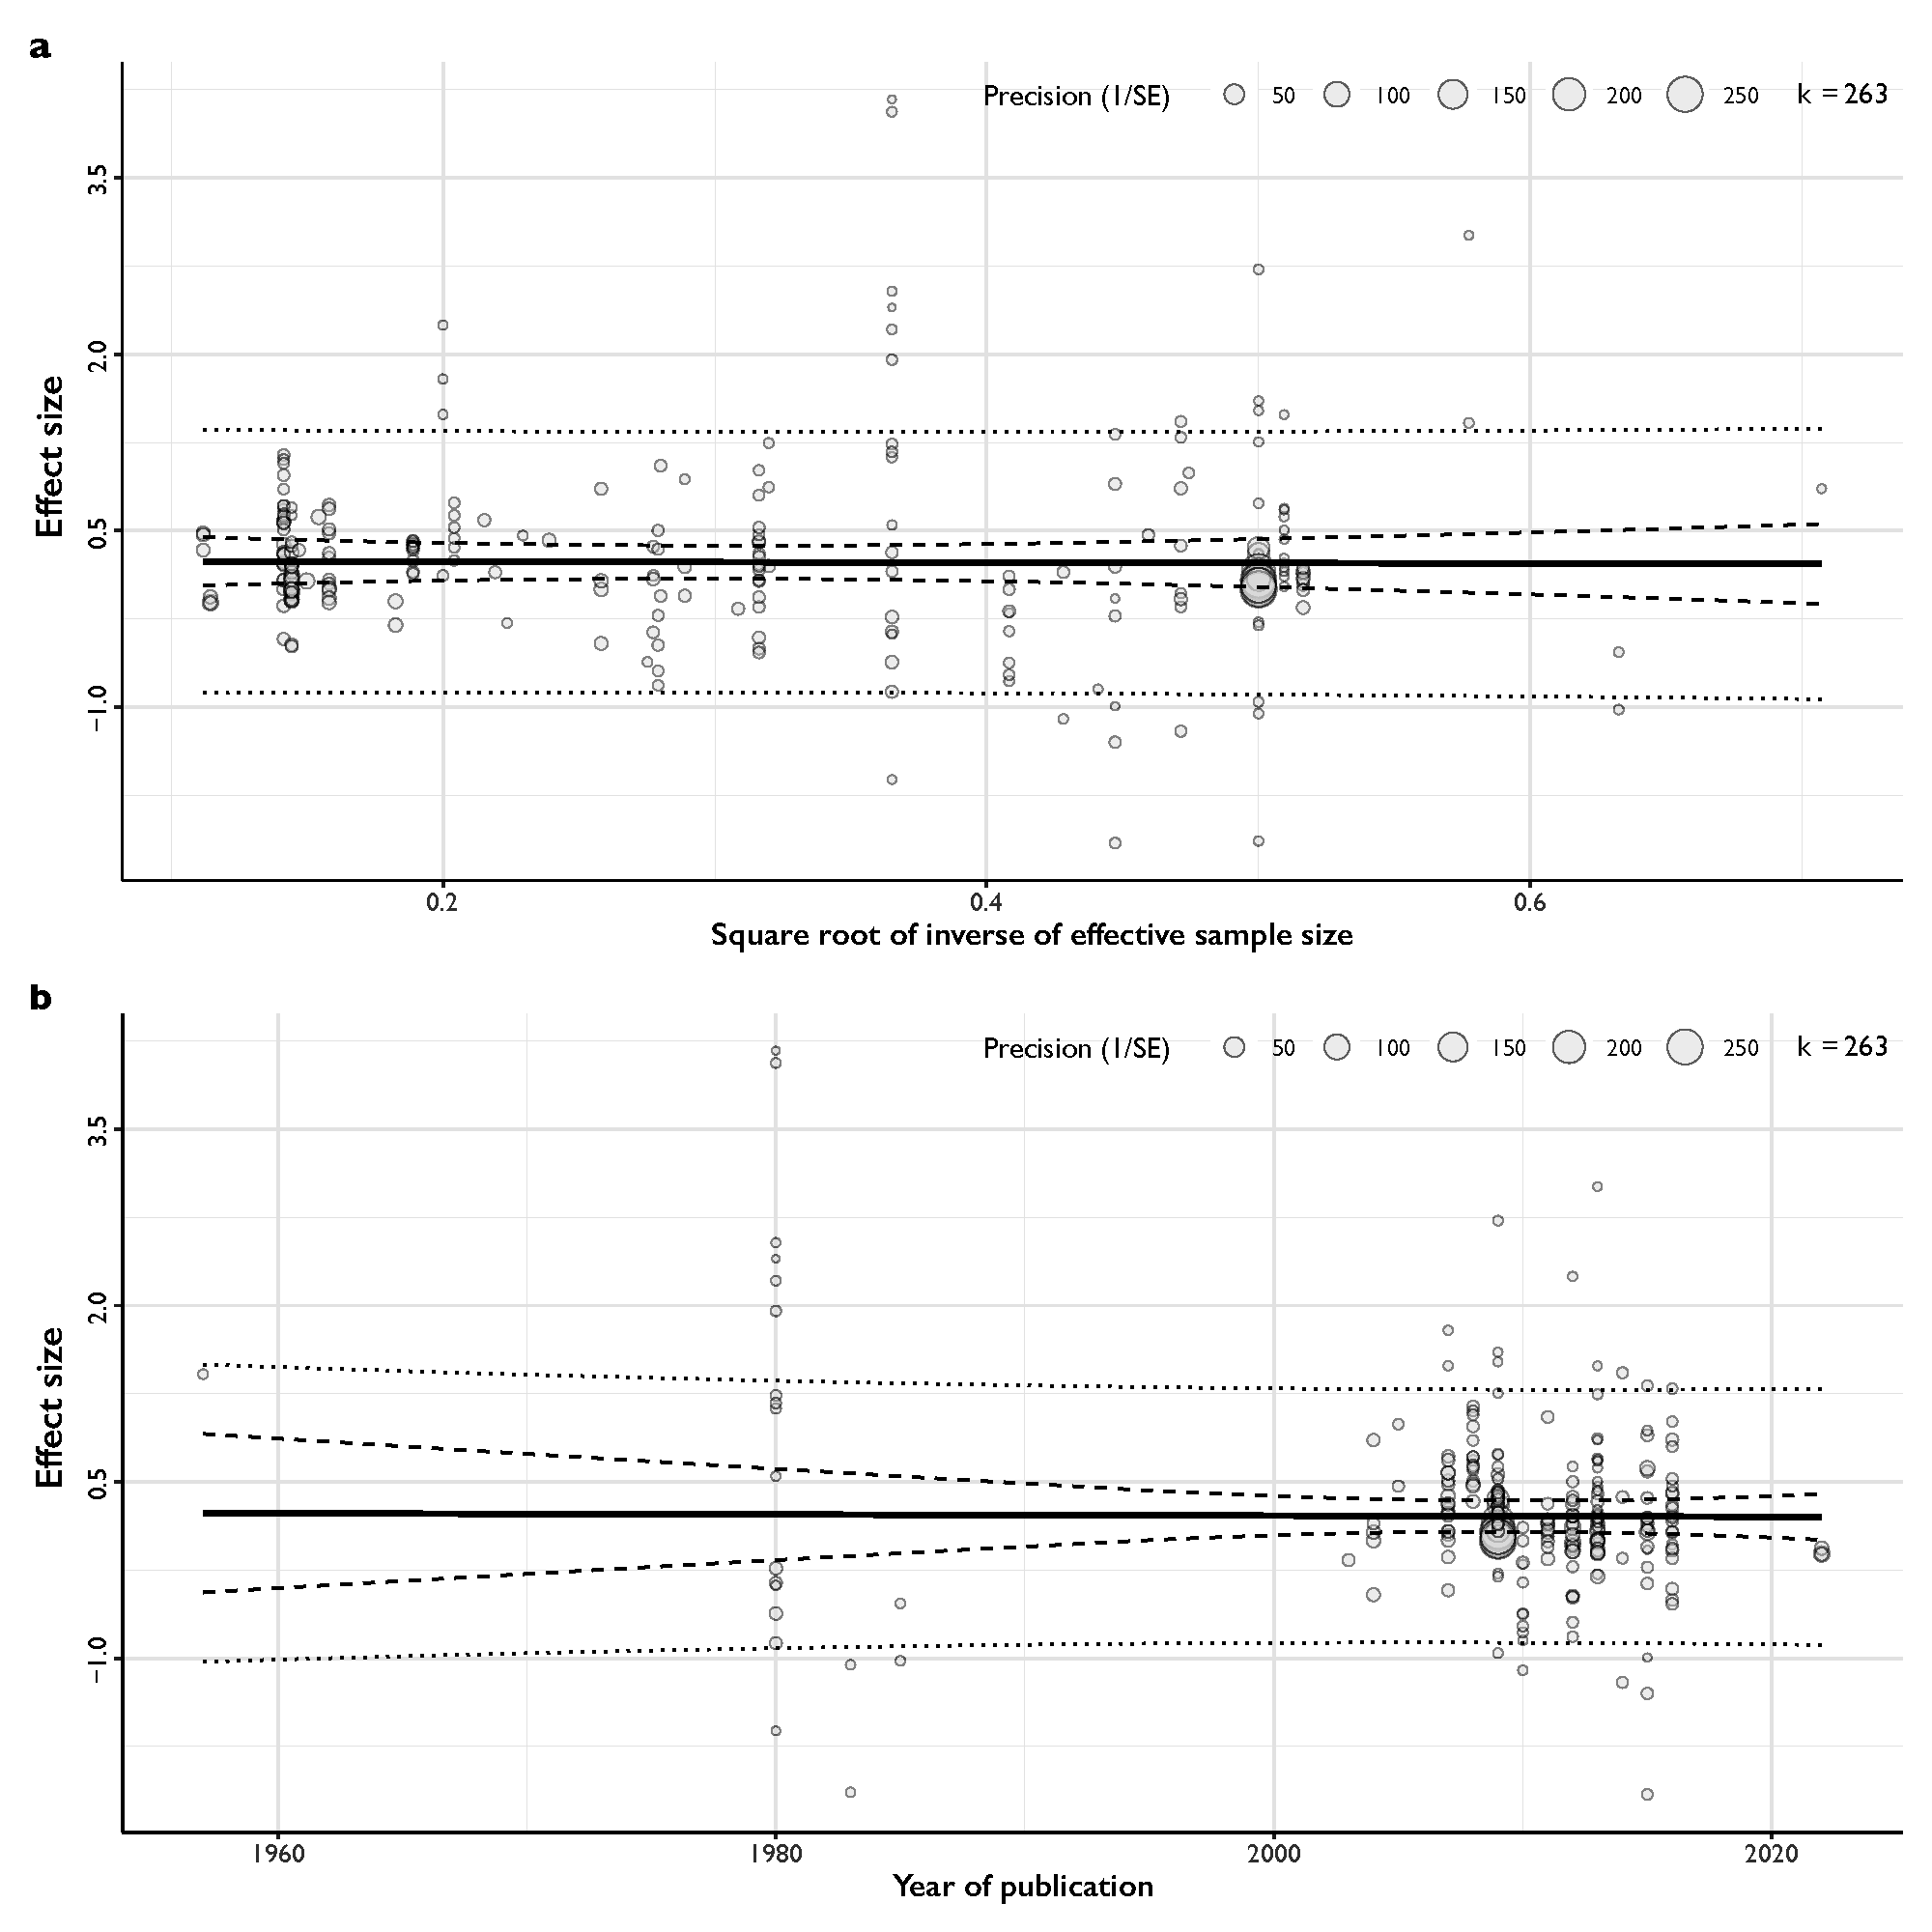 a
Precision (1/SE) 50 100 150 200 250 k = 263
Effect size
3.5
2.0
0.5
−1.0
0.2 0.4 0.6
Square root of inverse of effective sample size
b
Precision (1/SE) 50 100 150 200 250 k = 263
Effect size
3.5
2.0
0.5
−1.0
1960 1980 2000 2020
Year of publication